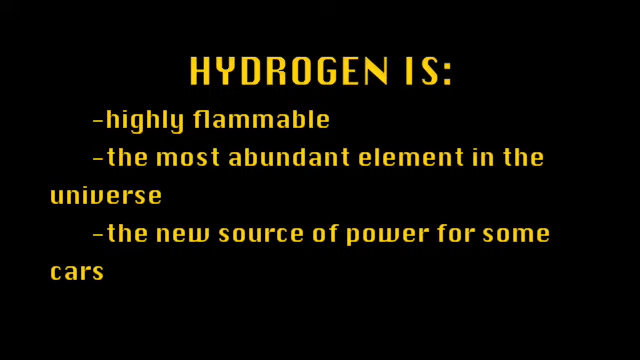 HYDROGEN IS:
-highly flammable
-the most abundant element in the
universe
-the new source of power for some
cars